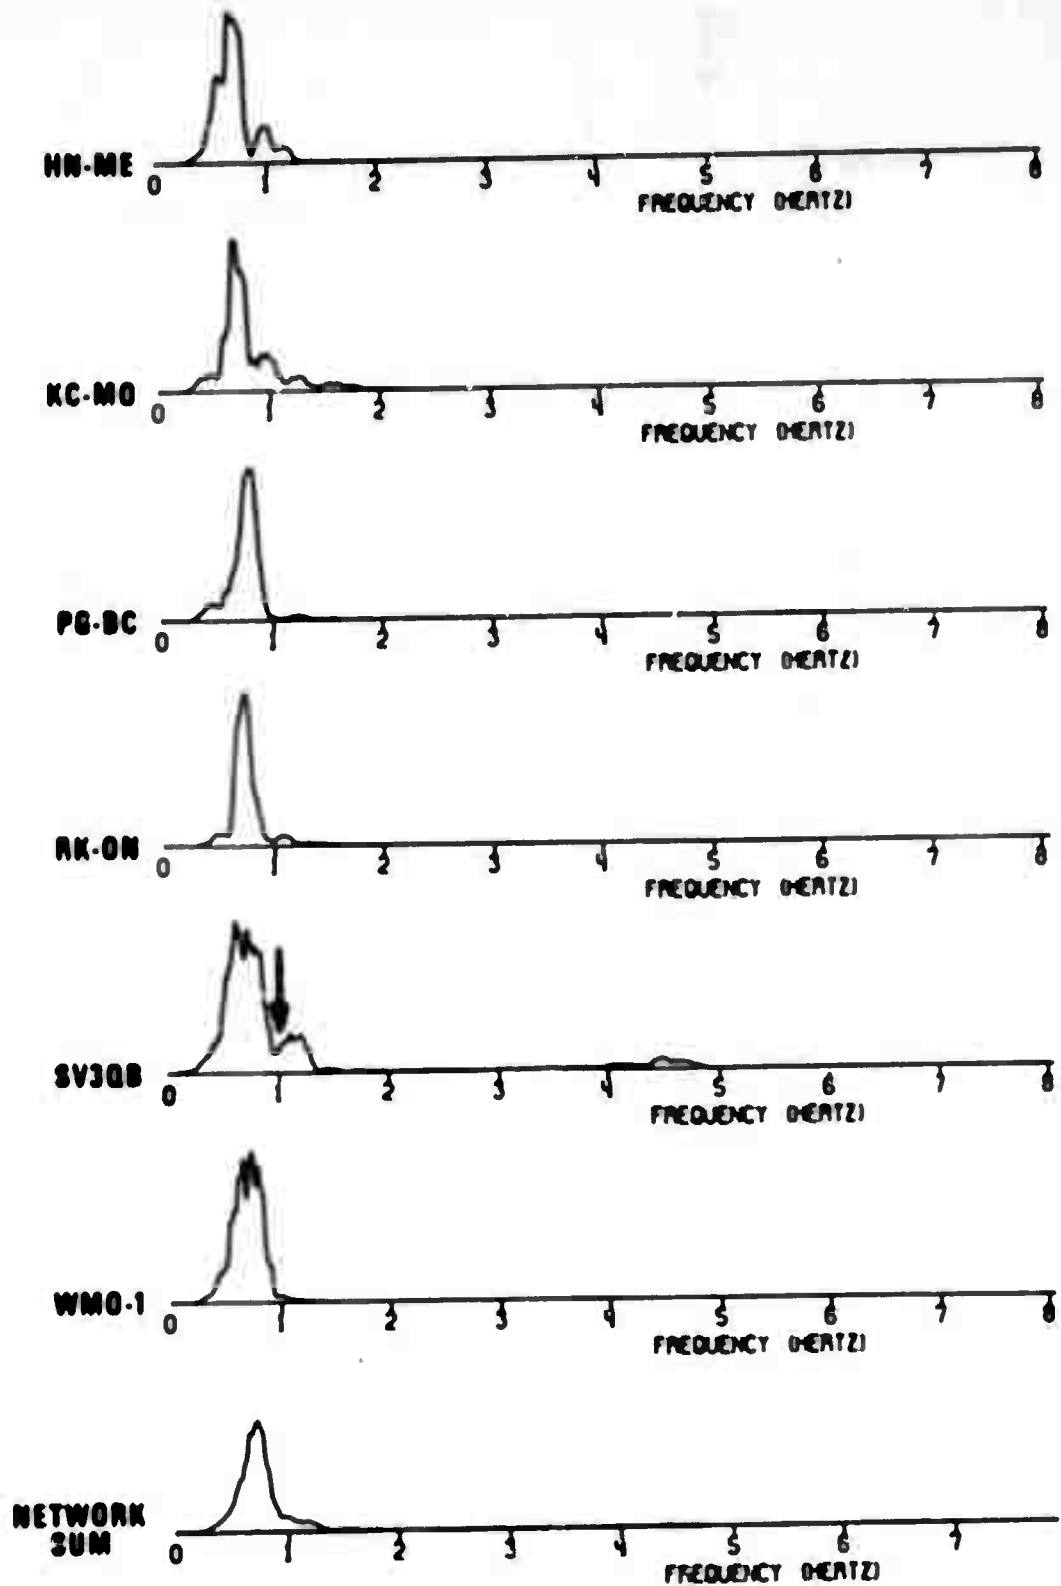 HN-ME
0 1 2 3 4 5 6 7 8
FREQUENCY (HERTZ)
KC-MO
0 1 2 3 4 5 6 7 8
FREQUENCY (HERTZ)
PG-BC
0 1 2 3 4 5 6 7 8
FREQUENCY (HERTZ)
RK-ON
0 1 2 3 4 5 6 7 8
FREQUENCY (HERTZ)
SV3QB
0 1 2 3 4 5 6 7 8
FREQUENCY (HERTZ)
WMO-1
0 1 2 3 4 5 6 7 8
FREQUENCY (HERTZ)
NETWORK
SUM
0 1 2 3 4 5 6 7
FREQUENCY (HERTZ)